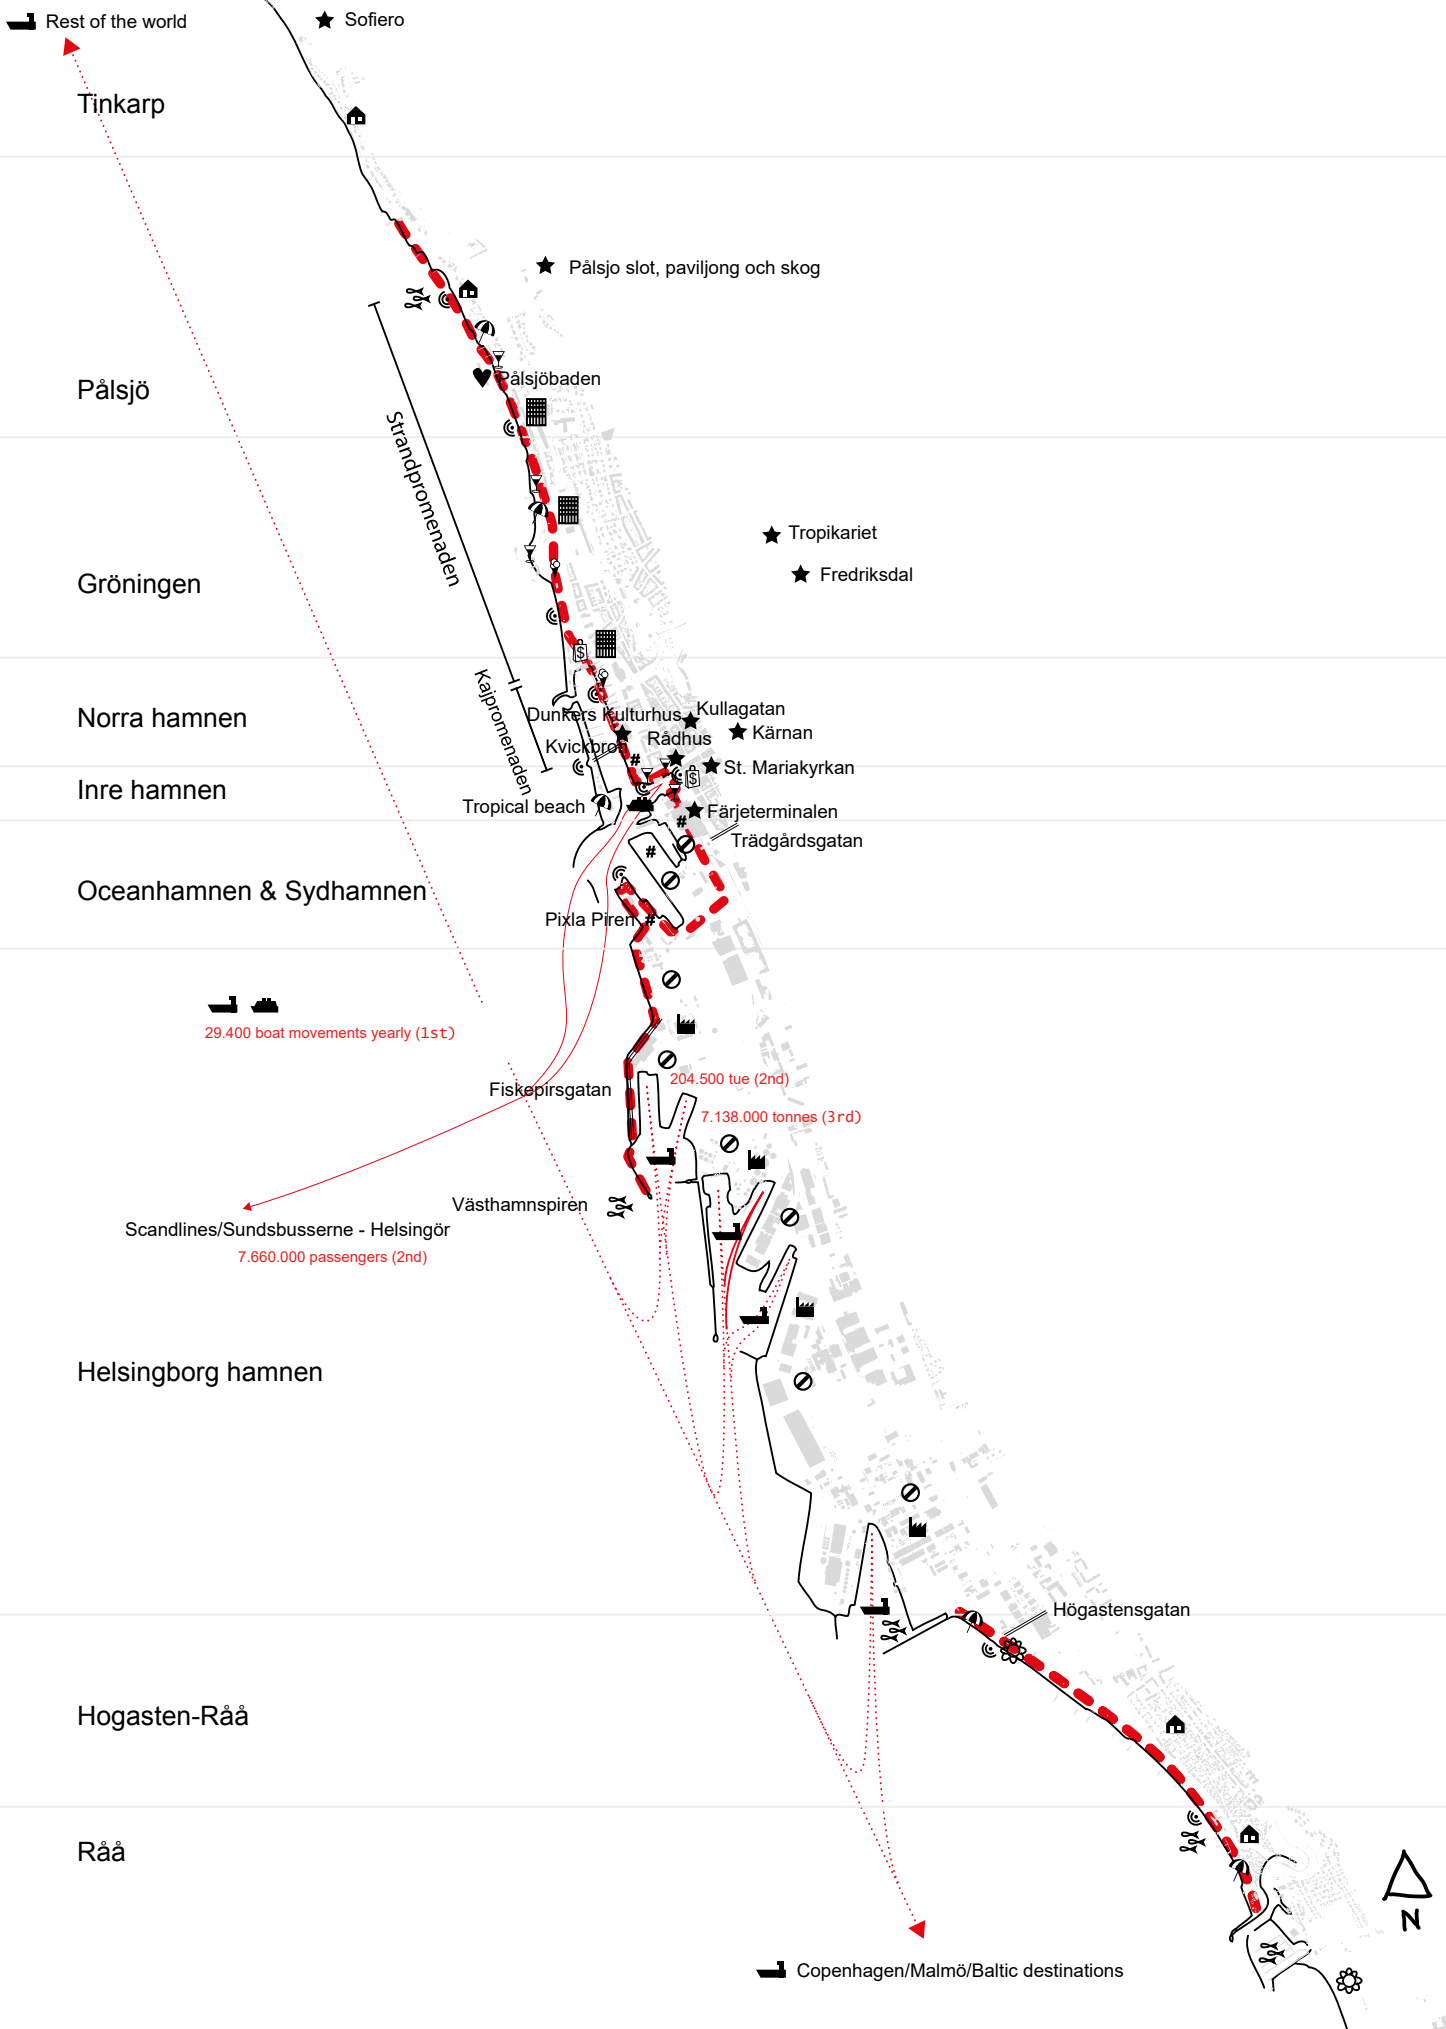 Rest of the world
Sofiero
Tinkarp
Pålsjo slot, paviljong och skog
Pålsjöbaden
Pålsjö
Strandpromenaden
Tropikariet
Fredriksdal
Gröningen
$
Kajpromenaden
Kullagatan
Dunkers Kulturhus
Norra hamnen
Kärnan
Rådhus
Kvickbron
#
St. Mariakyrkan
$
Inre hamnen
Tropical beach
Färjeterminalen
#
Trädgårdsgatan
#
Oceanhamnen & Sydhamnen
Pixla Piren #
29.400 boat movements yearly (1st)
204.500 tue (2nd)
Fiskepirsgatan
7.138.000 tonnes (3rd)
Västhamnspiren
Scandlines/Sundsbusserne - Helsingör
7.660.000 passengers (2nd)
Helsingborg hamnen
Högastensgatan
Hogasten-Råå
Råå
N
Copenhagen/Malmö/Baltic destinations